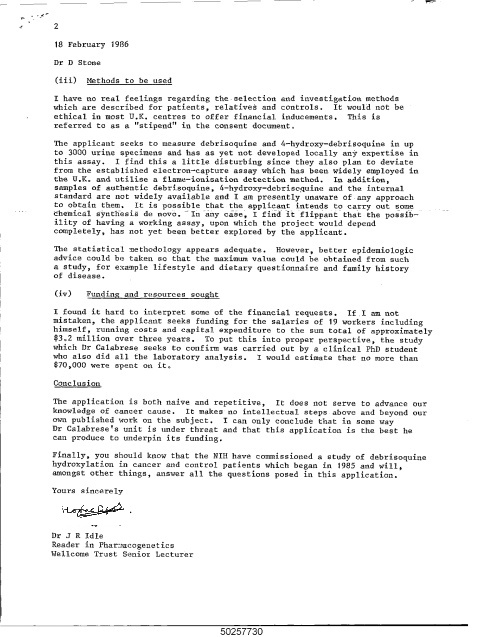 2
18 February 1986
Dr D Stone
(iii) Methods to be used
I have no real feelings regarding the selection and investigation methods
which are described for patients, relatives and controls. It would not be
ethical in most U.K. centres to offer financial inducements. This is
referred to as a "stipend" in the consent document.
The applicant seeks to measure debrisoquine and 4-hydroxy-debrisoquine in up
to 3000 urine specimens and has as yet not developed locally any expertise in
this assay. I find this a little disturbing since they also plan to deviate
from the established electron-capture assay which has been widely employed in
the U.K. and utilise a flame-ionisation detection method. In addition,
samples of authentic debrisoquine, 4-hydroxy-debrisoquine and the internal
standard are not widely available and I am presently unaware of any approach
to obtain them. It is possible that the applicant intends to carry out some
chemical synthesis de novo. In any case, I find it flippant that the possib-
ility of having a working assay, upon which the project would depend
completely, has not yet been better explored by the applicant.
The statistical methodology appears adequate. However, better epidemiologic
advice could be taken so that the maximum value could be obtained from such
a study, for example lifestyle and dietary questionnaire and family history
of disease.
(iv) Funding and resources sought
I found it hard to interpret some of the financial requests. If I am not
mistaken, the applicant seeks funding for the salaries of 19 workers including
himself, running costs and capital expenditure to the sum total of approximately
$3.2 million over three years. To put this into proper perspective, the study
which Dr Calabrese seeks to confirm was carried out by a clinical PhD student
who also did all the laboratory analysis. I would estimate that no more than
$70,000 were spent on it.
Conclusion
The application is both naive and repetitive. It does not serve to advance our
knowledge of cancer cause. It makes no intellectual steps above and beyond our
own published work on the subject. I can only conclude that in some way
Dr Calabrese's unit is under threat and that this application is the best he
can produce to underpin its funding.
Finally, you should know that the NIH have commissioned a study of debrisoquine
hydroxylation in cancer and control patients which began in 1985 and will,
amongst other things, answer all the questions posed in this application.
Yours sincerely
Dr J R Idle
Reader in Pharmacogenetics
Wellcome Trust Senior Lecturer
50257730